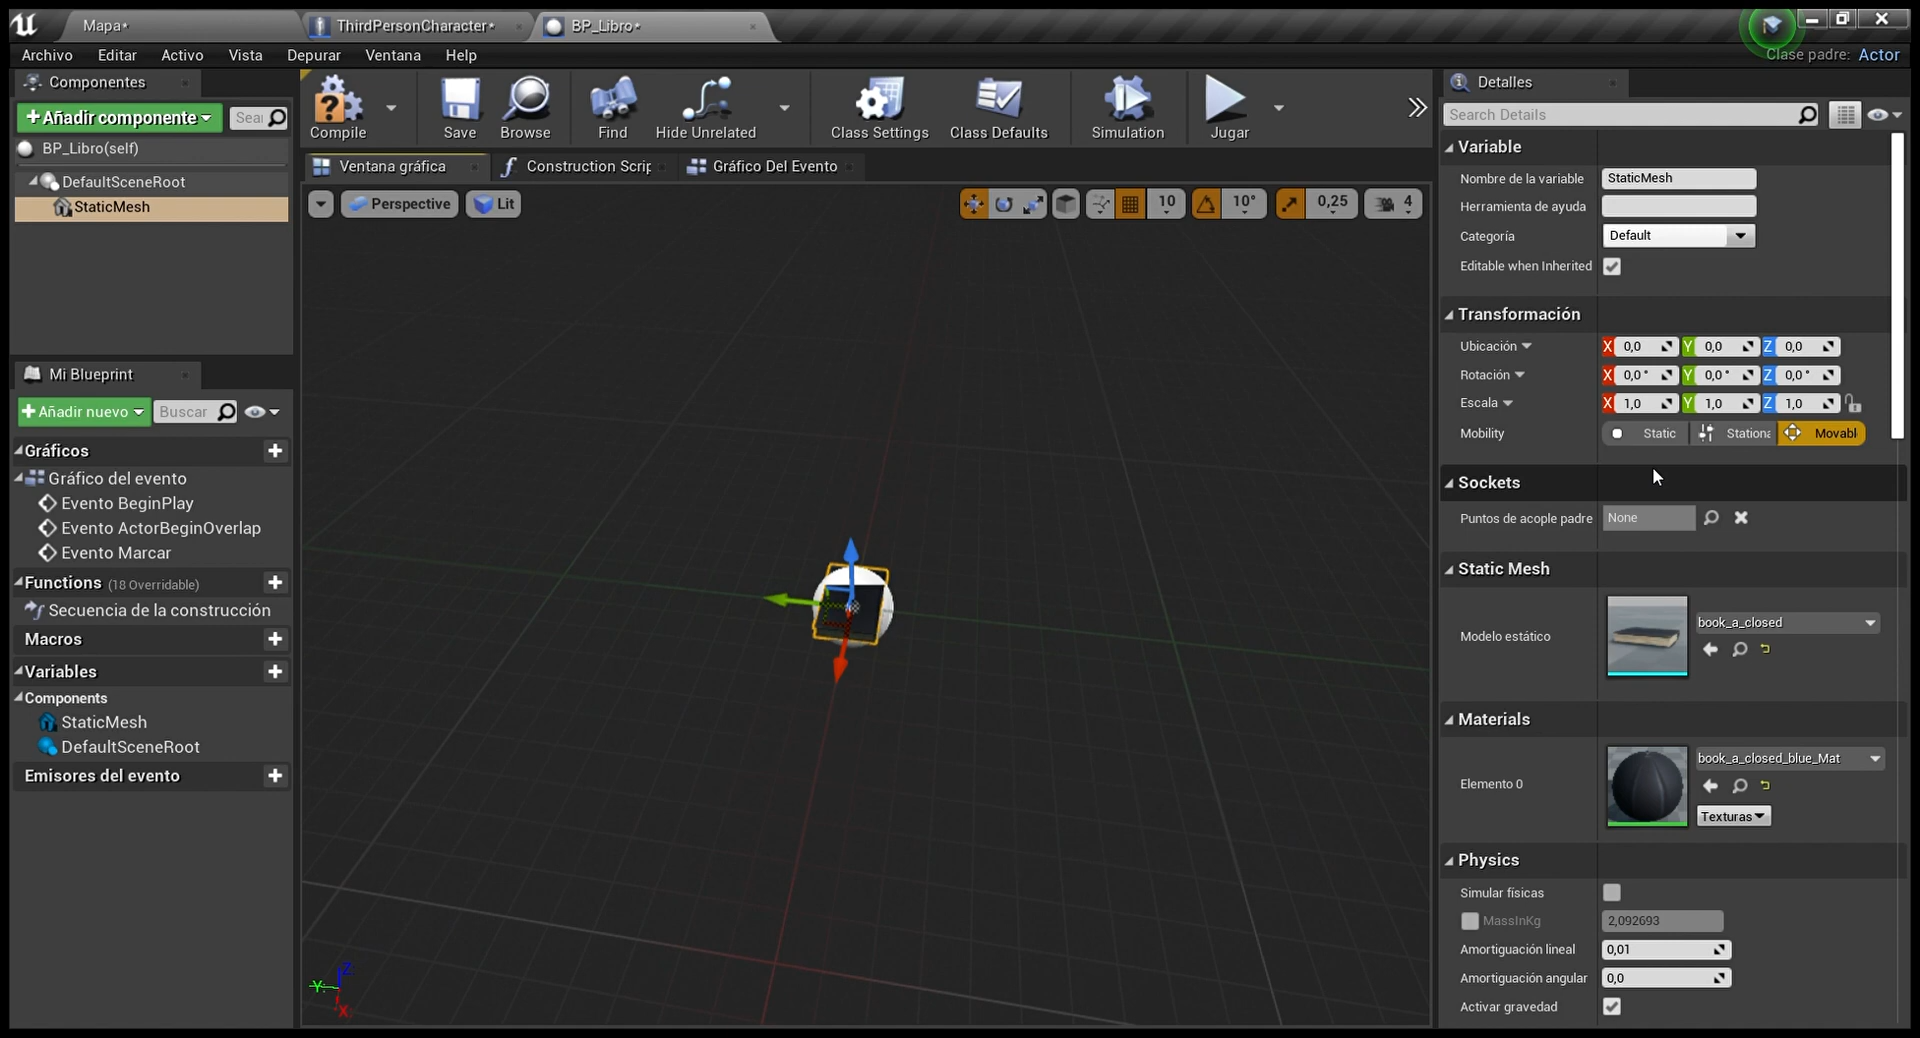 Mapa*
ThirdPersonCharacter*
BP_Libro*
Archivo Editar Activo Vista Depurar Ventana Help
Clase padre: Actor
Componentes
+Añadir componente
Sear
BP_Libro(self)
DefaultSceneRoot
StaticMesh
Mi Blueprint
+Añadir nuevo
Buscar
Gráficos
Gráfico del evento
Evento BeginPlay
Evento ActorBeginOverlap
Evento Marcar
Functions (18 Overridable)
Secuencia de la construcción
Macros
Variables
Components
StaticMesh
DefaultSceneRoot
Emisores del evento
Compile Save Browse Find Hide Unrelated Class Settings Class Defaults Simulation Jugar
Ventana gráfica
Construction Scrip
Gráfico Del Evento
Perspective
Lit
10 10° 0,25 4
Z
Y
X
Detalles
Search Details
Variable
Nombre de la variable StaticMesh
Herramienta de ayuda
Categoría Default
Editable when Inherited
Transformación
Ubicación X 0,0 Y 0,0 Z 0,0
Rotación X 0,0° Y 0,0° Z 0,0°
Escala X 1,0 Y 1,0 Z 1,0
Mobility Static Stationa Movabl
Sockets
Puntos de acople padre None
Static Mesh
Modelo estático book_a_closed
Materials
Elemento 0 book_a_closed_blue_Mat
Texturas
Physics
Simular físicas
MassInKg 2,092693
Amortiguación lineal 0,01
Amortiguación angular 0,0
Activar gravedad